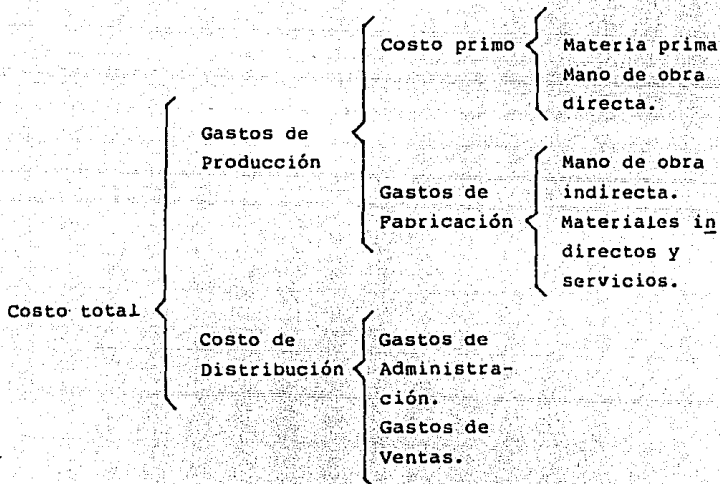 Costo primo
Materia prima
Mano de obra
directa.
Gastos de
Producción
Gastos de
Fabricación
Mano de obra
indirecta.
Materiales in
directos y
servicios.
Costo total
Costo de
Distribución
Gastos de
Administra-
ción.
Gastos de
Ventas.